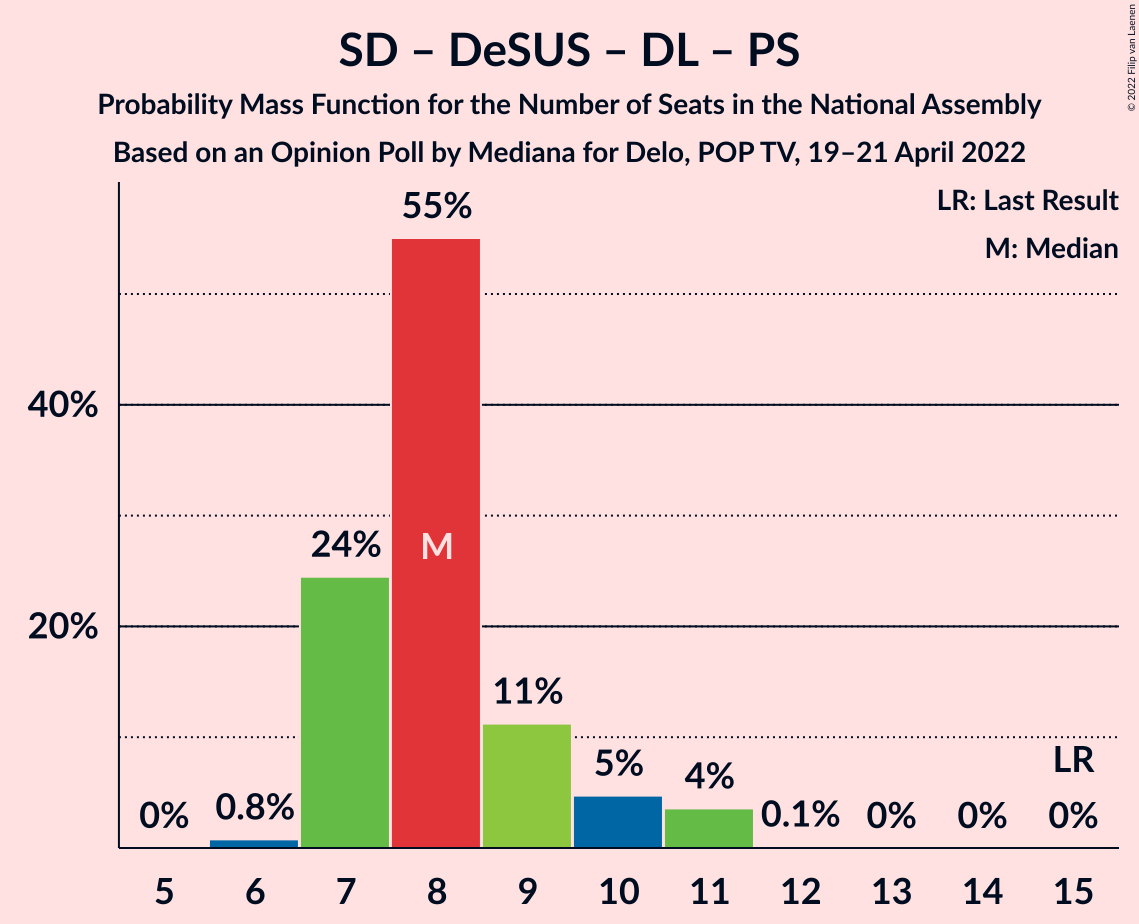 SD – DeSUS – DL – PS
Probability Mass Function for the Number of Seats in the National Assembly
Based on an Opinion Poll by Mediana for Delo, POP TV, 19–21 April 2022
© 2022 Filip van Laenen
LR: Last Result
M: Median
55%
40%
24%
M
20%
11%
5%
4%
LR
0%
0.8%
0.1%
0%
0%
0%
5 6 7 8 9 10 11 12 13 14 15